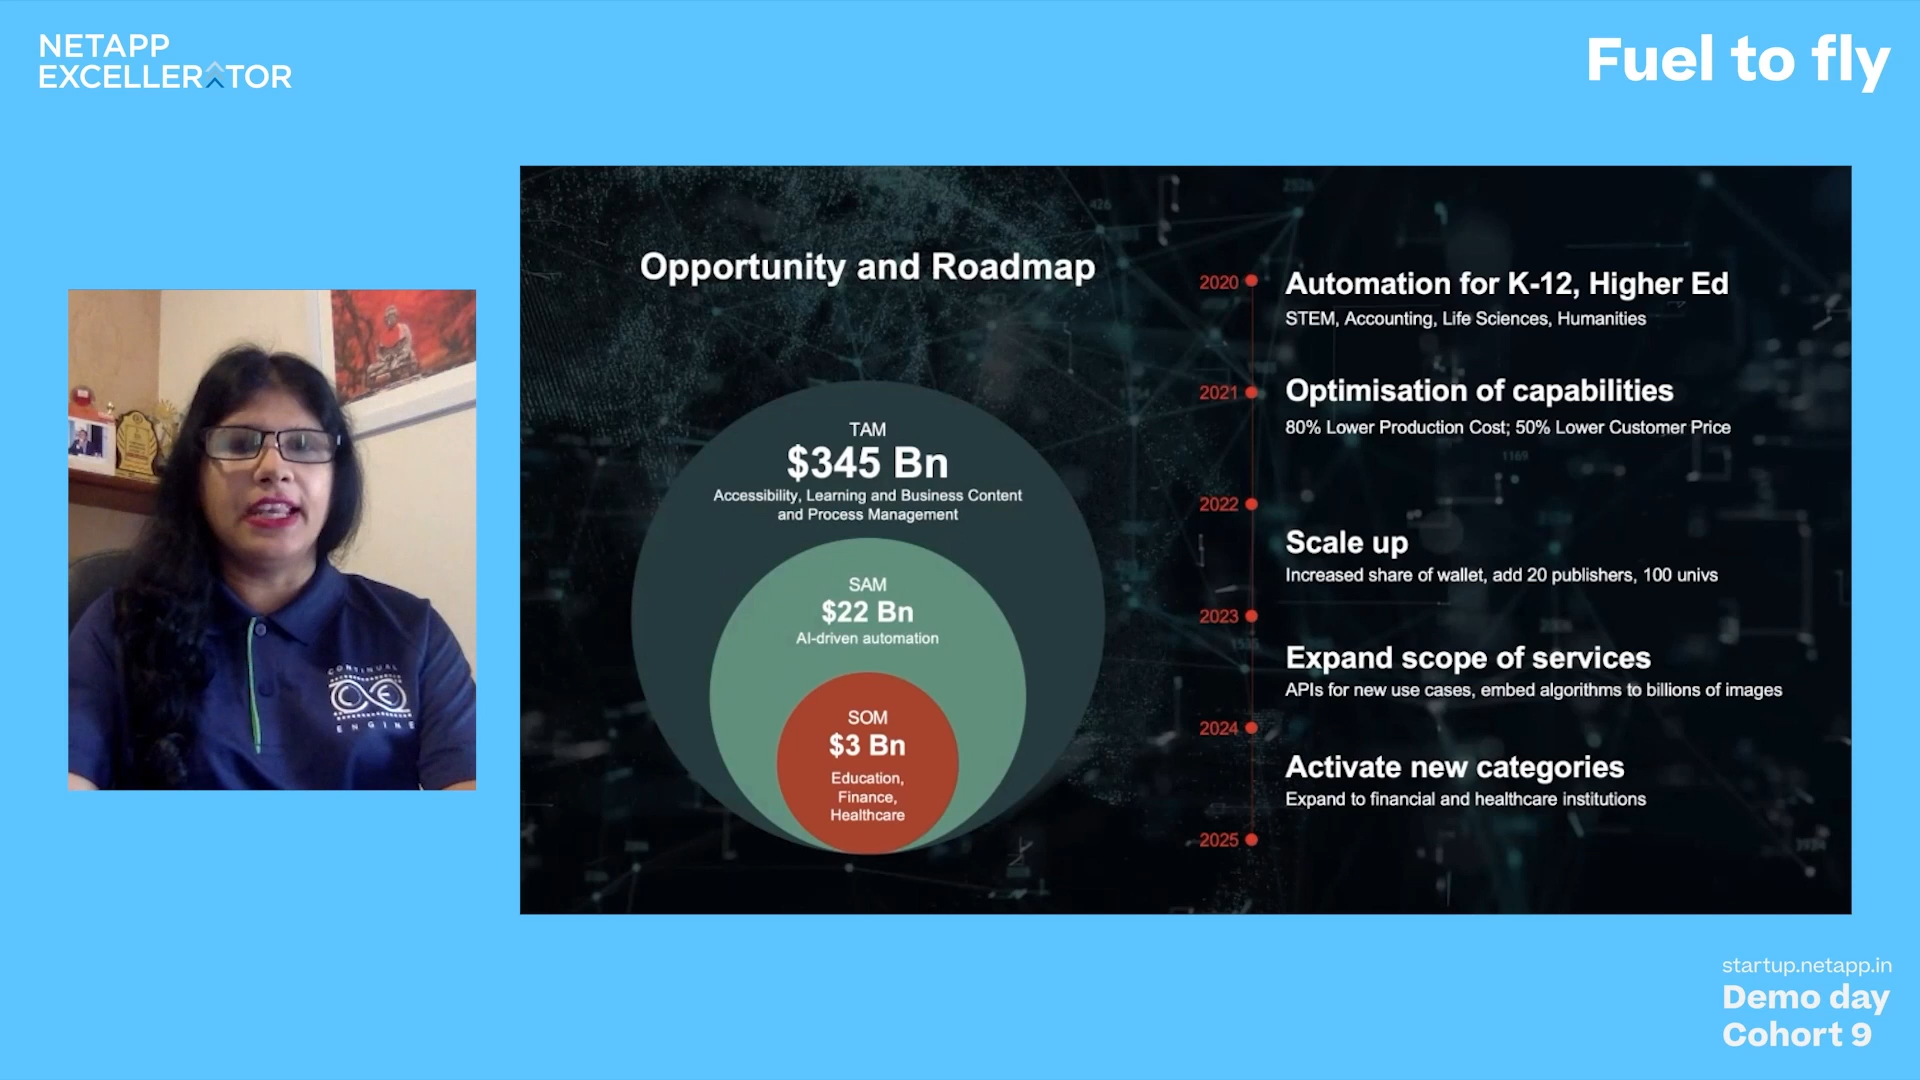 NETAPP
EXCELLERATOR
Fuel to fly
CONTINUAL
CE
ENGINE
Opportunity and Roadmap
TAM
$345 Bn
Accessibility, Learning and Business Content
and Process Management
SAM
$22 Bn
AI-driven automation
SOM
$3 Bn
Education,
Finance,
Healthcare
2020
Automation for K-12, Higher Ed
STEM, Accounting, Life Sciences, Humanities
2021
Optimisation of capabilities
80% Lower Production Cost; 50% Lower Customer Price
2022
Scale up
Increased share of wallet, add 20 publishers, 100 univs
2023
Expand scope of services
APIs for new use cases, embed algorithms to billions of images
2024
Activate new categories
Expand to financial and healthcare institutions
2025
426
1169
startup.netapp.in
Demo day
Cohort 9